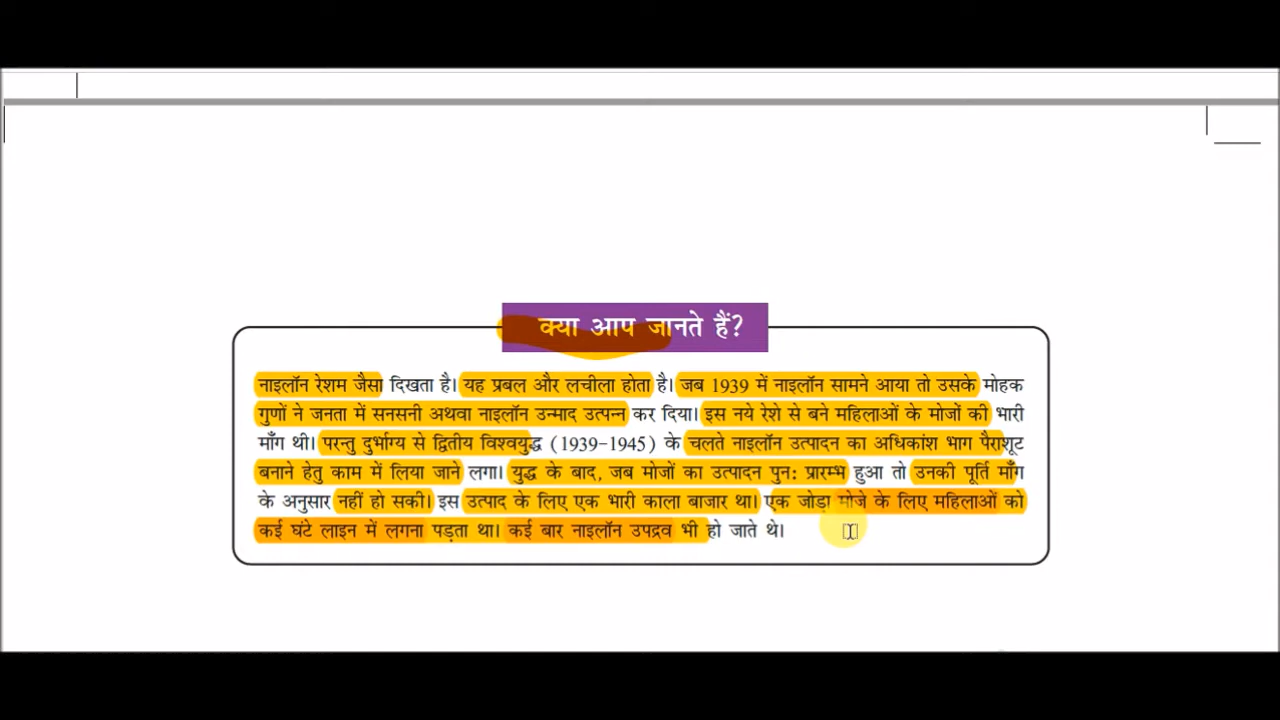 क्या आप जानते हैं?
नाइलॉन रेशम जैसा दिखता है। यह प्रबल और लचीला होता है। जब 1939 में नाइलॉन सामने आया तो उसके मोहक
गुणों ने जनता में सनसनी अथवा नाइलॉन उन्माद उत्पन्न कर दिया। इस नये रेशे से बने महिलाओं के मोजों की भारी
माँग थी। परन्तु दुर्भाग्य से द्वितीय विश्वयुद्ध (1939-1945) के चलते नाइलॉन उत्पादन का अधिकांश भाग पैराशूट
बनाने हेतु काम में लिया जाने लगा। युद्ध के बाद, जब मोजों का उत्पादन पुन: प्रारम्भ हुआ तो उनकी पूर्ति माँग
के अनुसार नहीं हो सकी। इस उत्पाद के लिए एक भारी काला बाजार था। एक जोड़ा मोजे के लिए महिलाओं को
कई घंटे लाइन में लगना पड़ता था। कई बार नाइलॉन उपद्रव भी हो जाते थे।